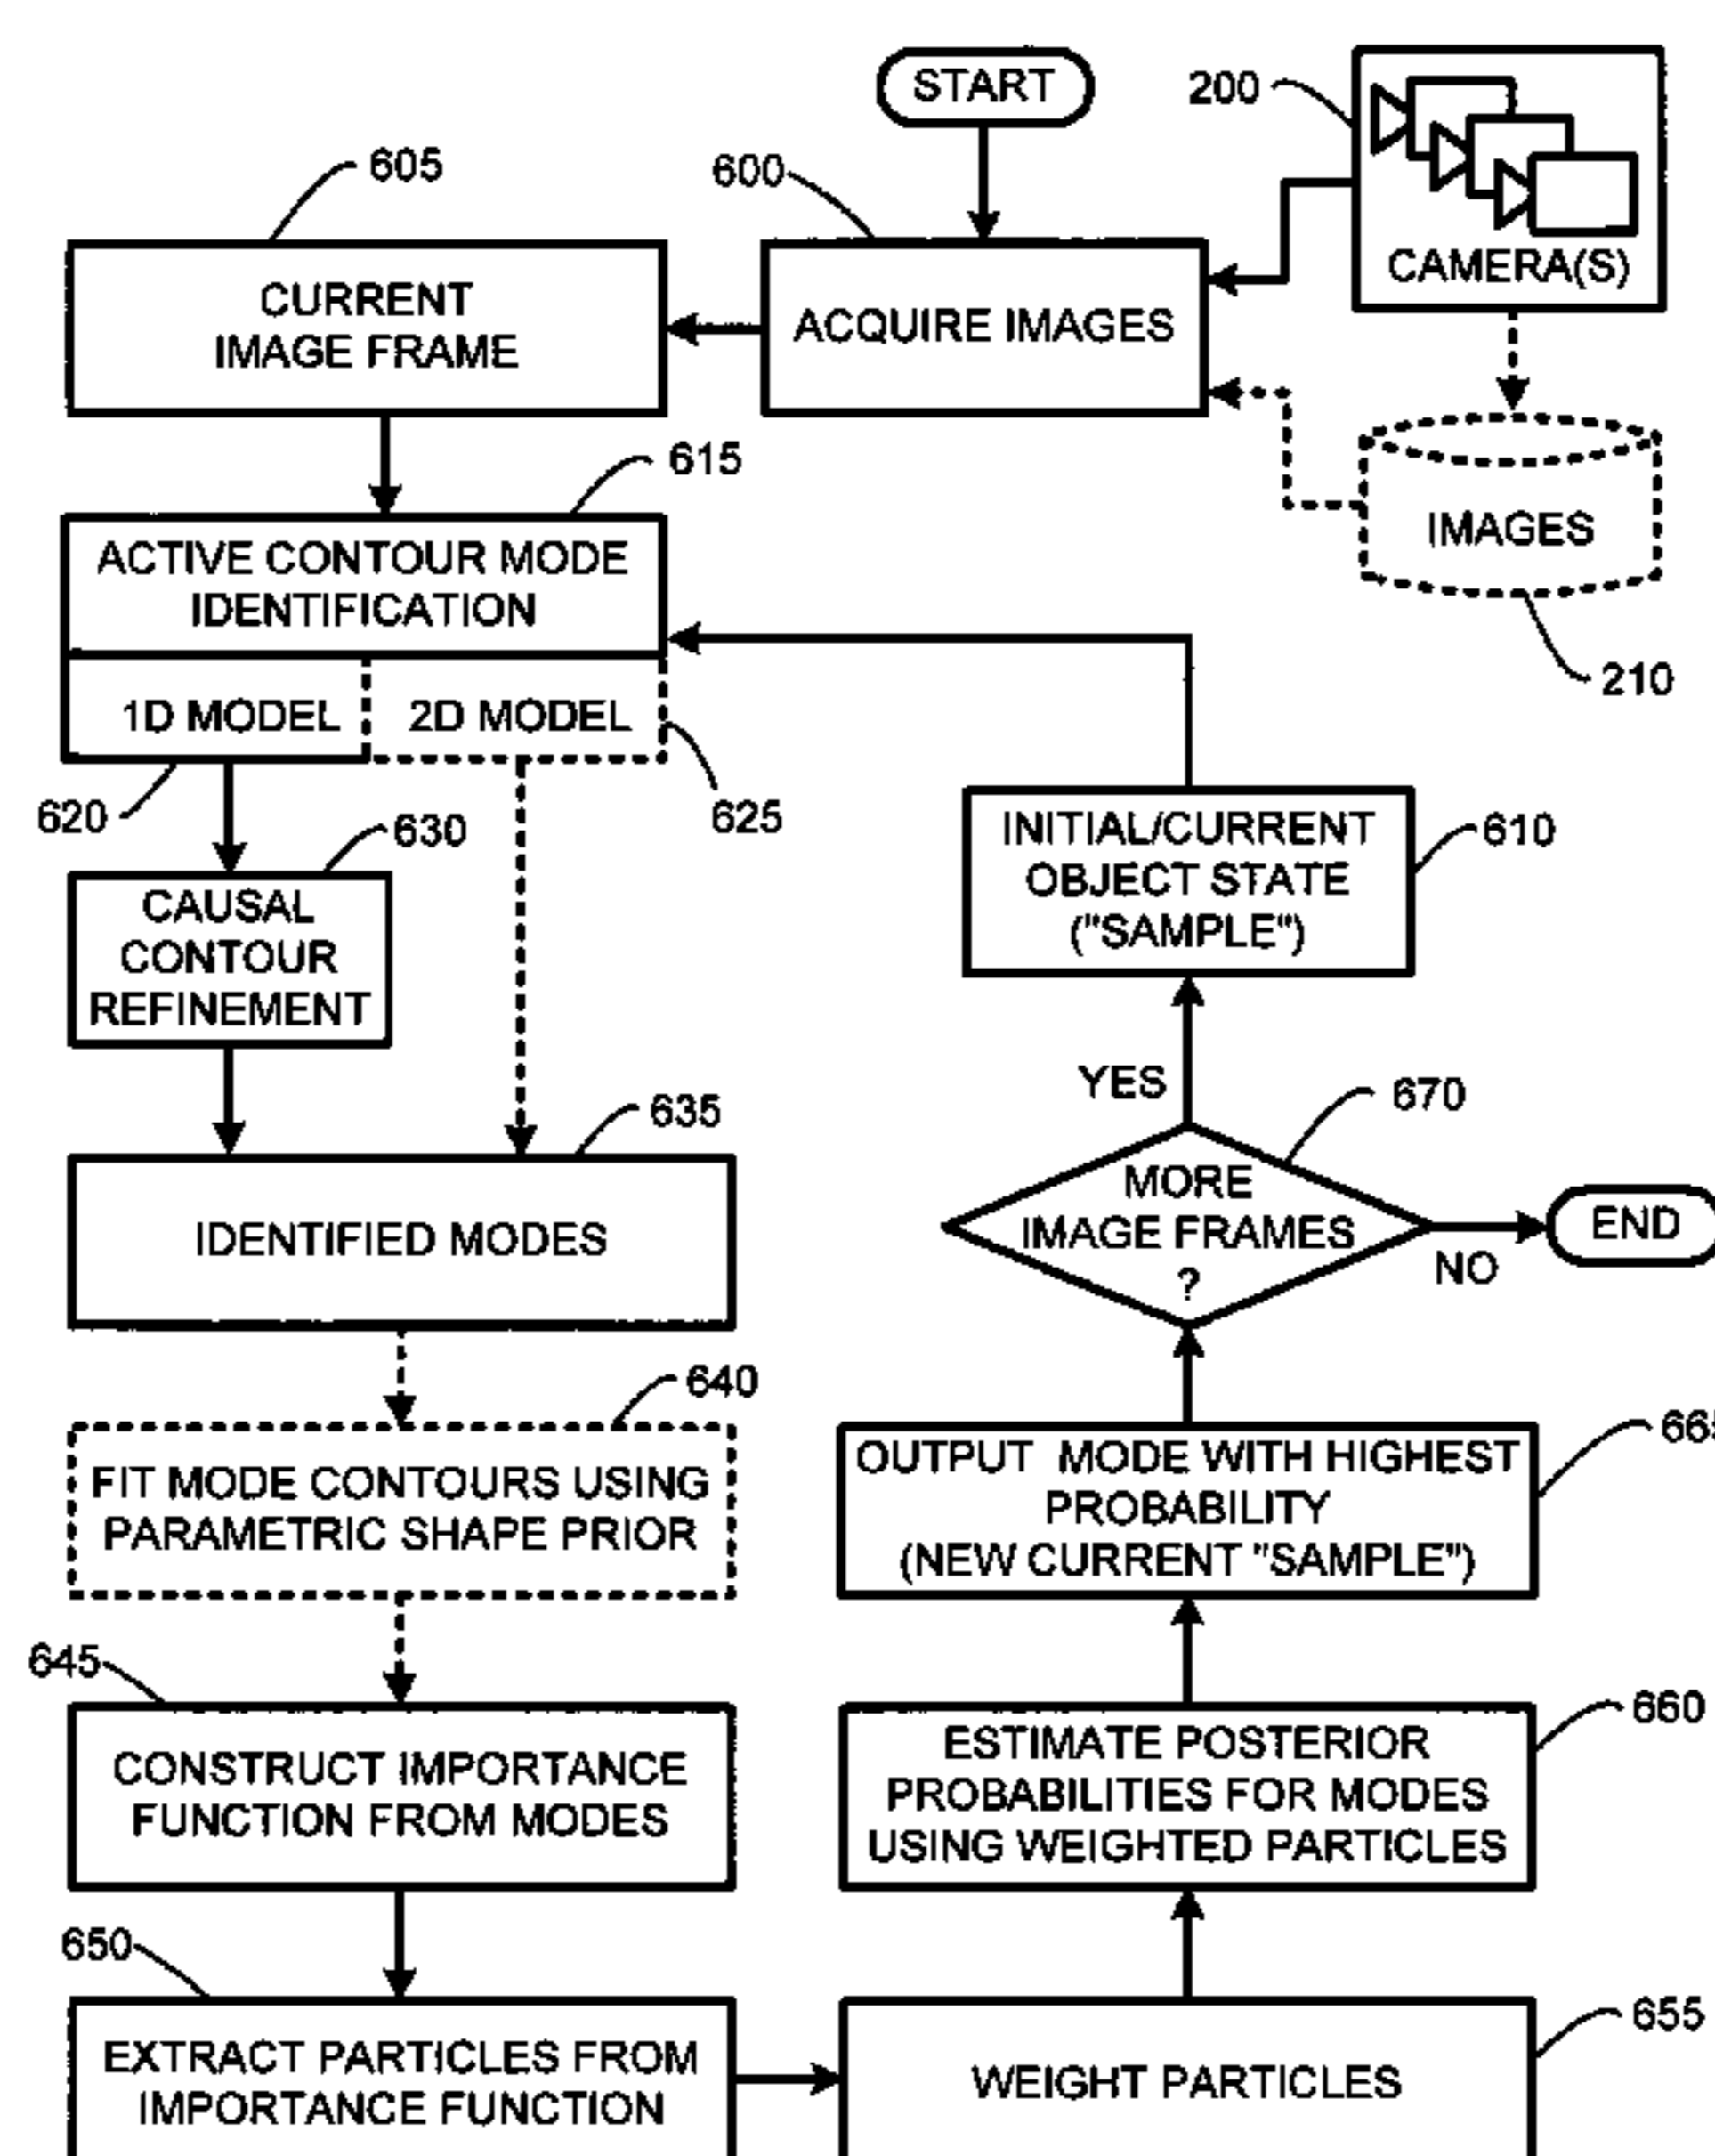 START
200
CAMERA(S)
605
600
CURRENT
IMAGE FRAME
ACQUIRE IMAGES
615
IMAGES
210
ACTIVE CONTOUR MODE
IDENTIFICATION
1D MODEL
2D MODEL
620
625
630
CAUSAL
CONTOUR
REFINEMENT
INITIAL/CURRENT
OBJECT STATE
("SAMPLE")
610
635
IDENTIFIED MODES
YES
670
MORE
IMAGE FRAMES
?
NO
END
640
FIT MODE CONTOURS USING
PARAMETRIC SHAPE PRIOR
OUTPUT MODE WITH HIGHEST
PROBABILITY
(NEW CURRENT "SAMPLE")
665
645
CONSTRUCT IMPORTANCE
FUNCTION FROM MODES
ESTIMATE POSTERIOR
PROBABILITIES FOR MODES
USING WEIGHTED PARTICLES
660
650
EXTRACT PARTICLES FROM
IMPORTANCE FUNCTION
WEIGHT PARTICLES
655